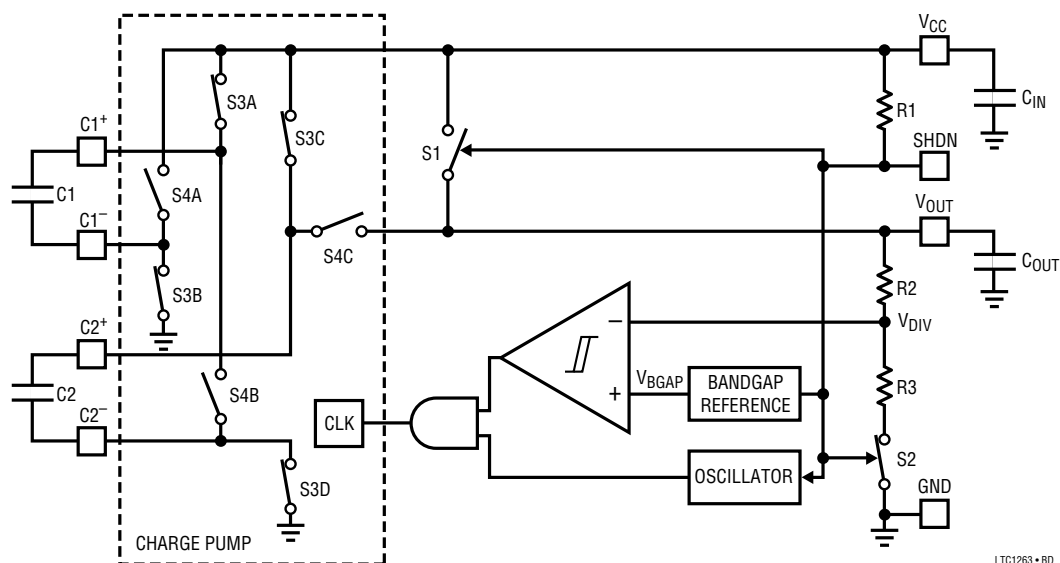 V_CC
C_IN
R1
SHDN
S3A
S3C
C1⁺
C1
C1⁻
S4A
S3B
S1
V_OUT
C_OUT
S4C
R2
V_DIV
−
+
V_BGAP
BANDGAP
REFERENCE
R3
C2⁺
C2
C2⁻
S4B
CLK
OSCILLATOR
S2
GND
S3D
CHARGE PUMP
LTC1263 • BD